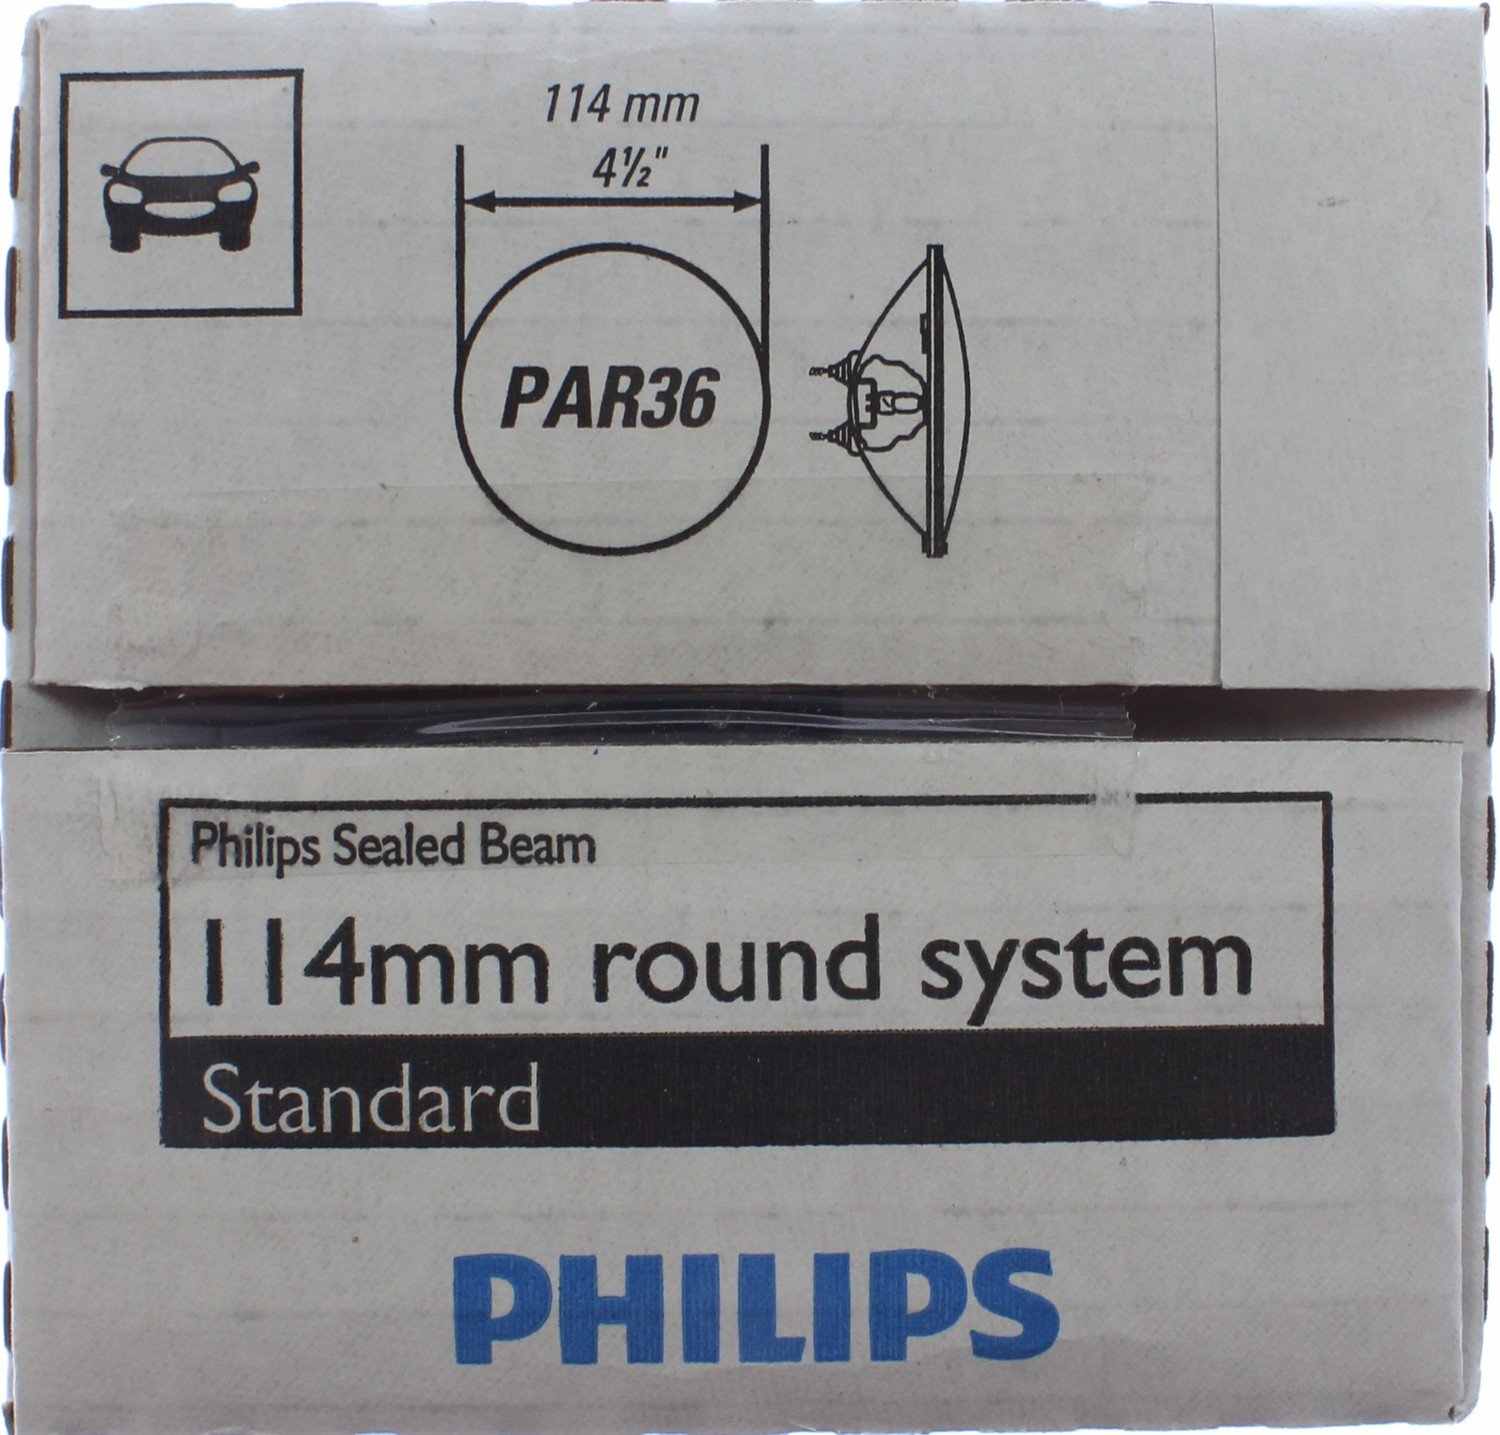 114 mm
4½"
PAR36
Philips Sealed Beam
114mm round system
Standard
PHILIPS